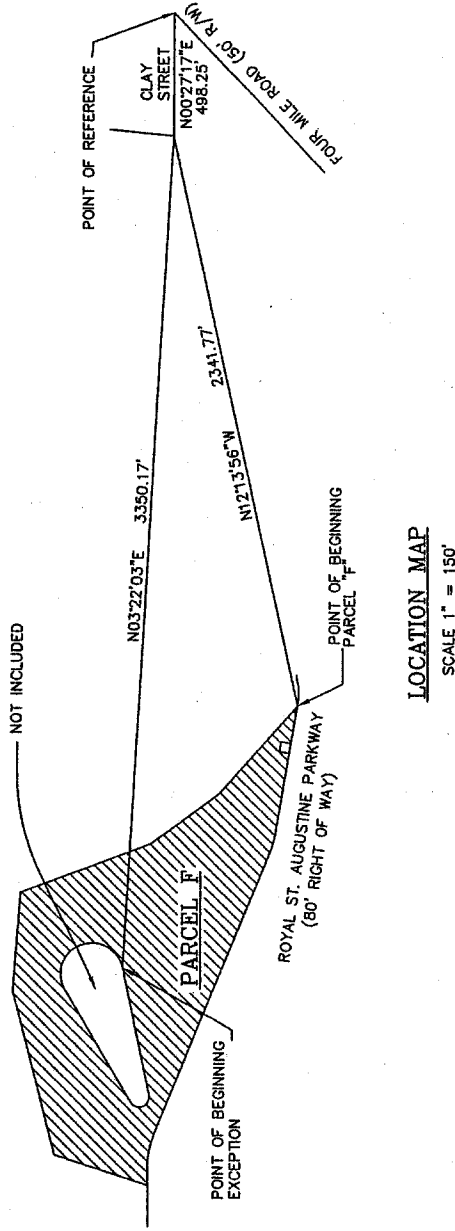 POINT OF REFERENCE
CLAY
STREET
N00°27'17"E
498.25'
FOUR MILE ROAD (50' R/W)
N03°22'03"E 3350.17'
2341.77'
N12°13'56"W
NOT INCLUDED
PARCEL F
POINT OF BEGINNING
PARCEL "F"
ROYAL ST. AUGUSTINE PARKWAY
(80' RIGHT OF WAY)
POINT OF BEGINNING
EXCEPTION
LOCATION MAP
SCALE 1" = 150'